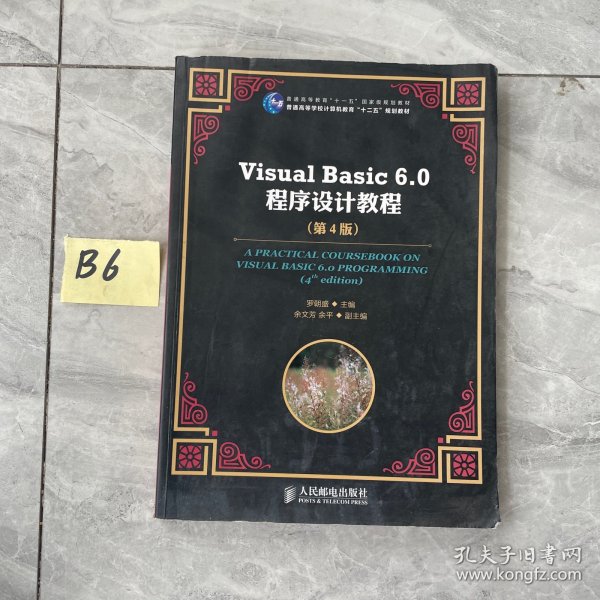 普通高等教育“十一五”国家级规划教材
普通高等学校计算机教育“十二五”规划教材
Visual Basic 6.0
程序设计教程
(第4版)
A PRACTICAL COURSEBOOK ON
VISUAL BASIC 6.0 PROGRAMMING
(4th edition)
罗朝盛 ◆ 主编
余文芳 余平 ◆ 副主编
B6
人民邮电出版社
POSTS & TELECOM PRESS
孔夫子旧书网
www.kongfz.com